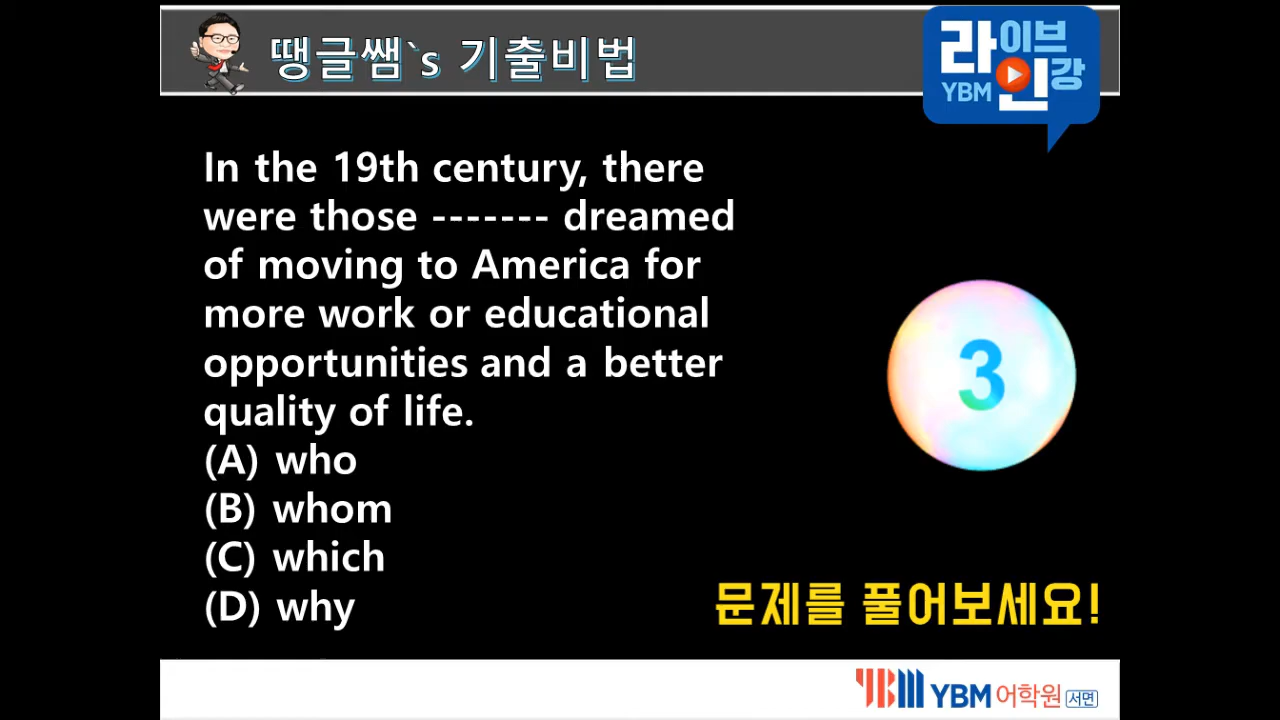 땡글쌤`s 기출비법
라이브
YBM 인강
In the 19th century, there
were those ------- dreamed
of moving to America for
more work or educational
opportunities and a better
quality of life.
(A) who
(B) whom
(C) which
(D) why
3
문제를 풀어보세요!
YBM YBM 어학원 서면